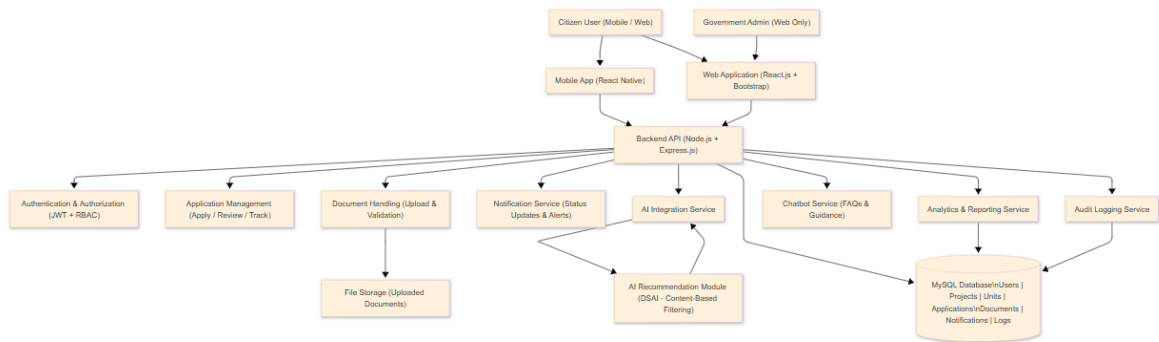 Citizen User (Mobile / Web)
Government Admin (Web Only)
Mobile App (React Native)
Web Application (React.js +
Bootstrap)
Backend API (Node.js +
Express.js)
Authentication & Authorization
(JWT + RBAC)
Application Management
(Apply / Review / Track)
Document Handling (Upload &
Validation)
Notification Service (Status
Updates & Alerts)
AI Integration Service
Chatbot Service (FAQs &
Guidance)
Analytics & Reporting Service
Audit Logging Service
File Storage (Uploaded
Documents)
AI Recommendation Module
(DSAI - Content-Based
Filtering)
MySQL Database\nUsers |
Projects | Units |
Applications\nDocuments |
Notifications | Logs